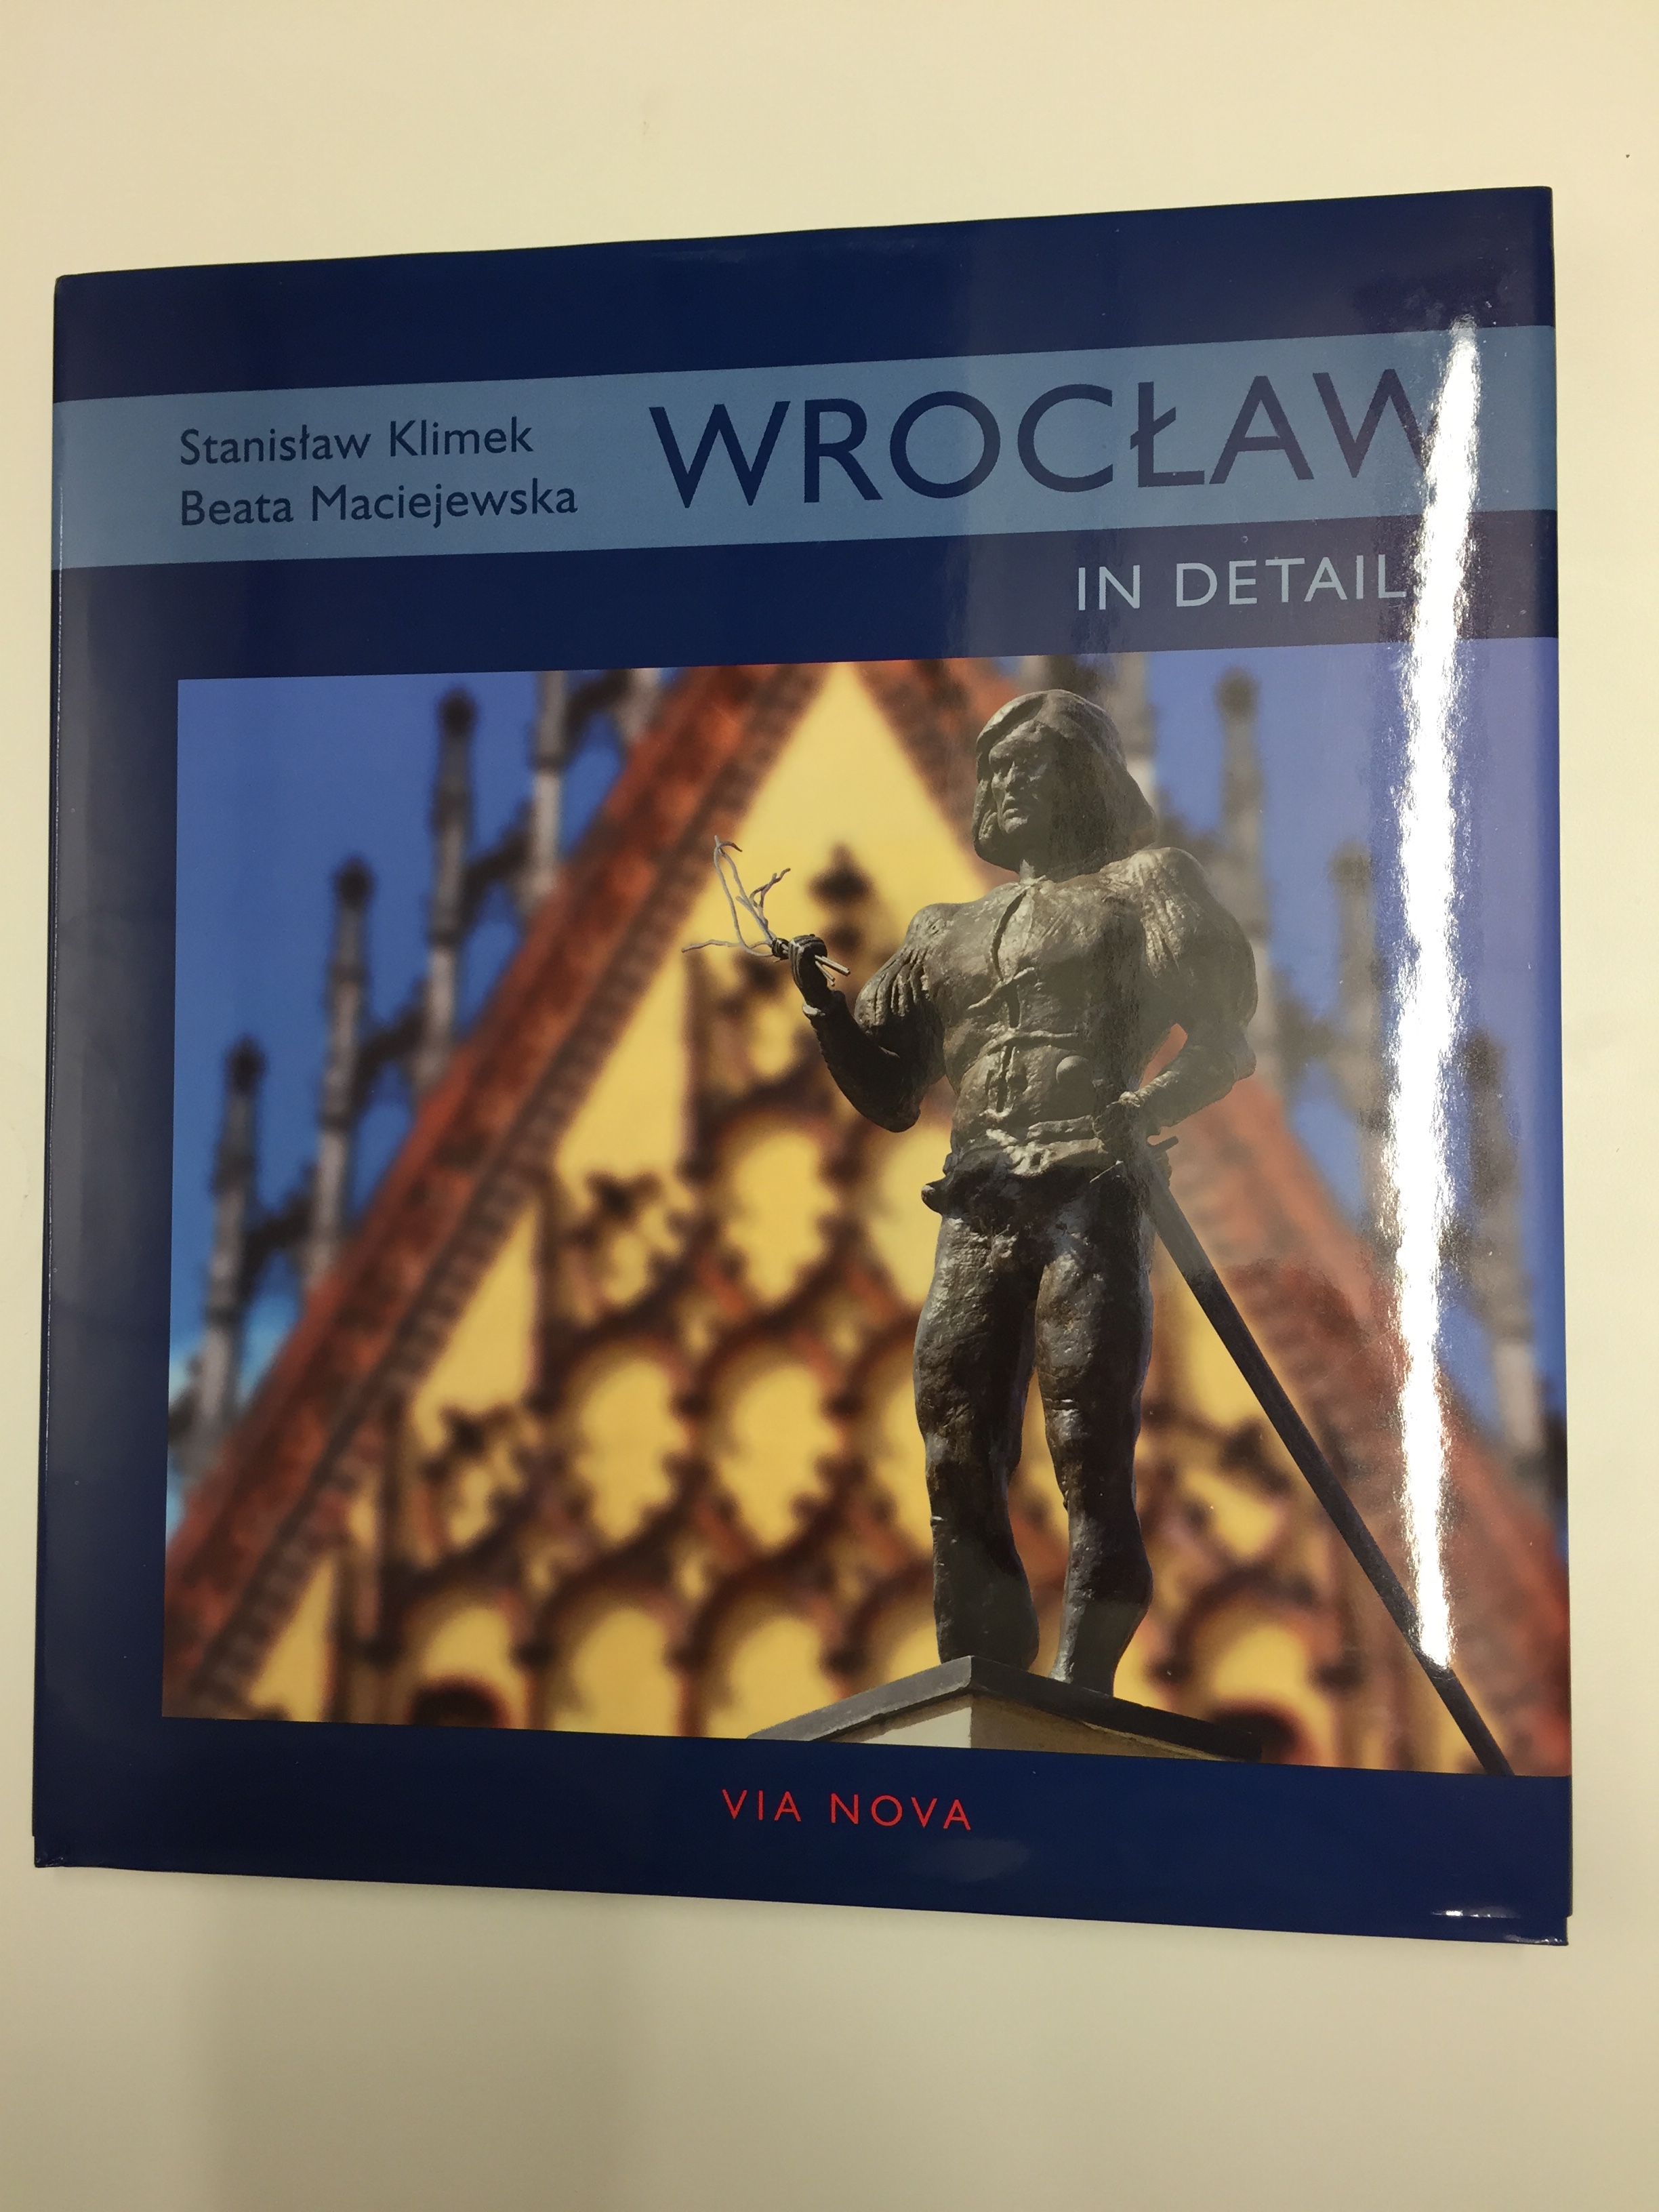 Stanisław Klimek
Beata Maciejewska
WROCŁAW
IN DETAIL
VIA NOVA